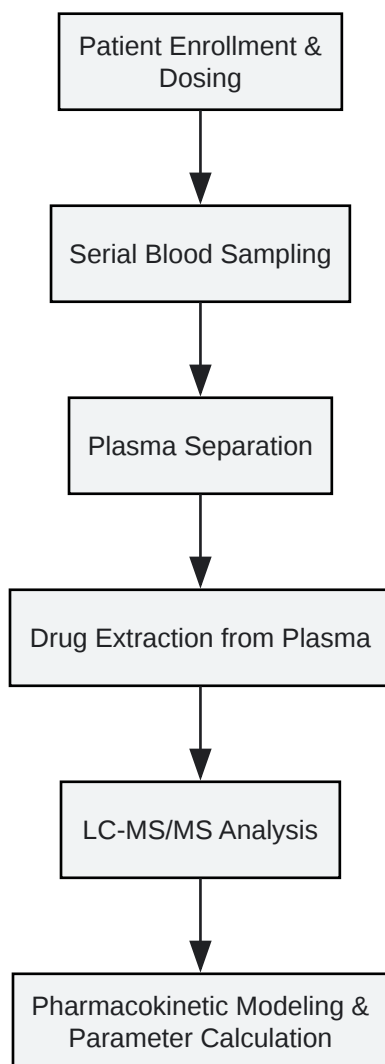 Patient Enrollment &
Dosing
Serial Blood Sampling
Plasma Separation
Drug Extraction from Plasma
LC-MS/MS Analysis
Pharmacokinetic Modeling &
Parameter Calculation